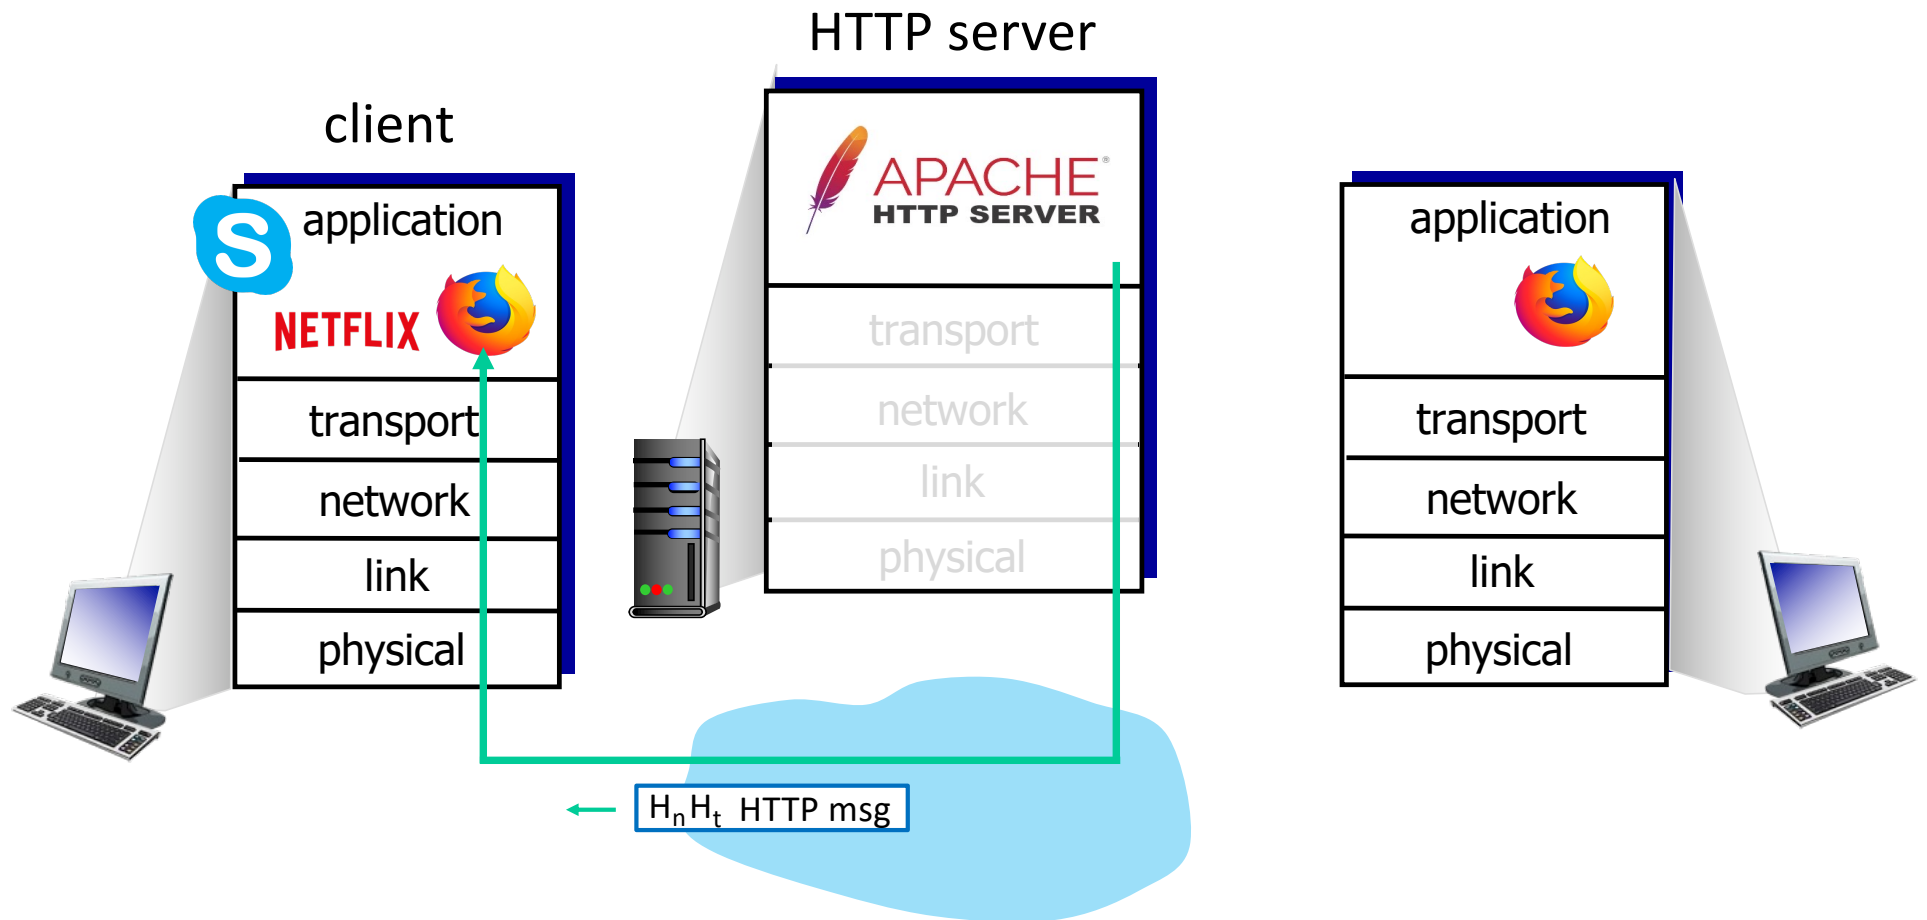 HTTP server
client
APACHE®
HTTP SERVER
S
application
NETFLIX
transport
network
link
physical
transport
network
link
physical
application
transport
network
link
physical
HnHt HTTP msg